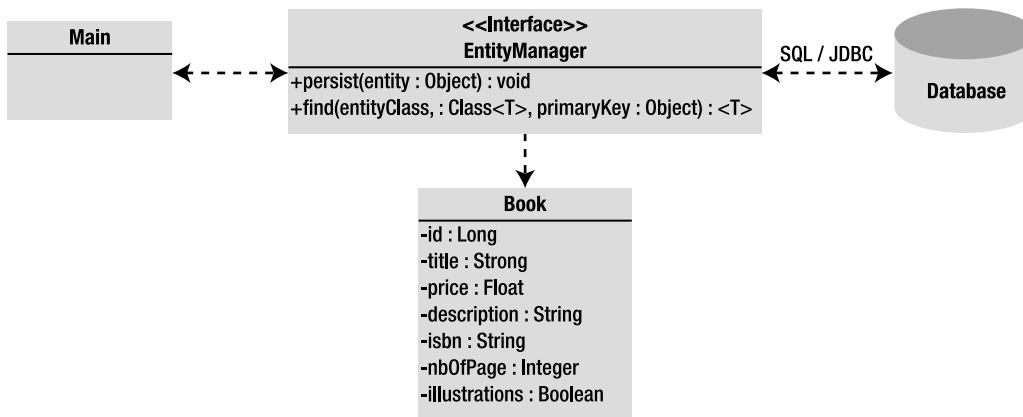 Main
<<Interface>>
EntityManager
+persist(entity : Object) : void
+find(entityClass, : Class<T>, primaryKey : Object) : <T>
SQL / JDBC
Database
Book
-id : Long
-title : Strong
-price : Float
-description : String
-isbn : String
-nbOfPage : Integer
-illustrations : Boolean